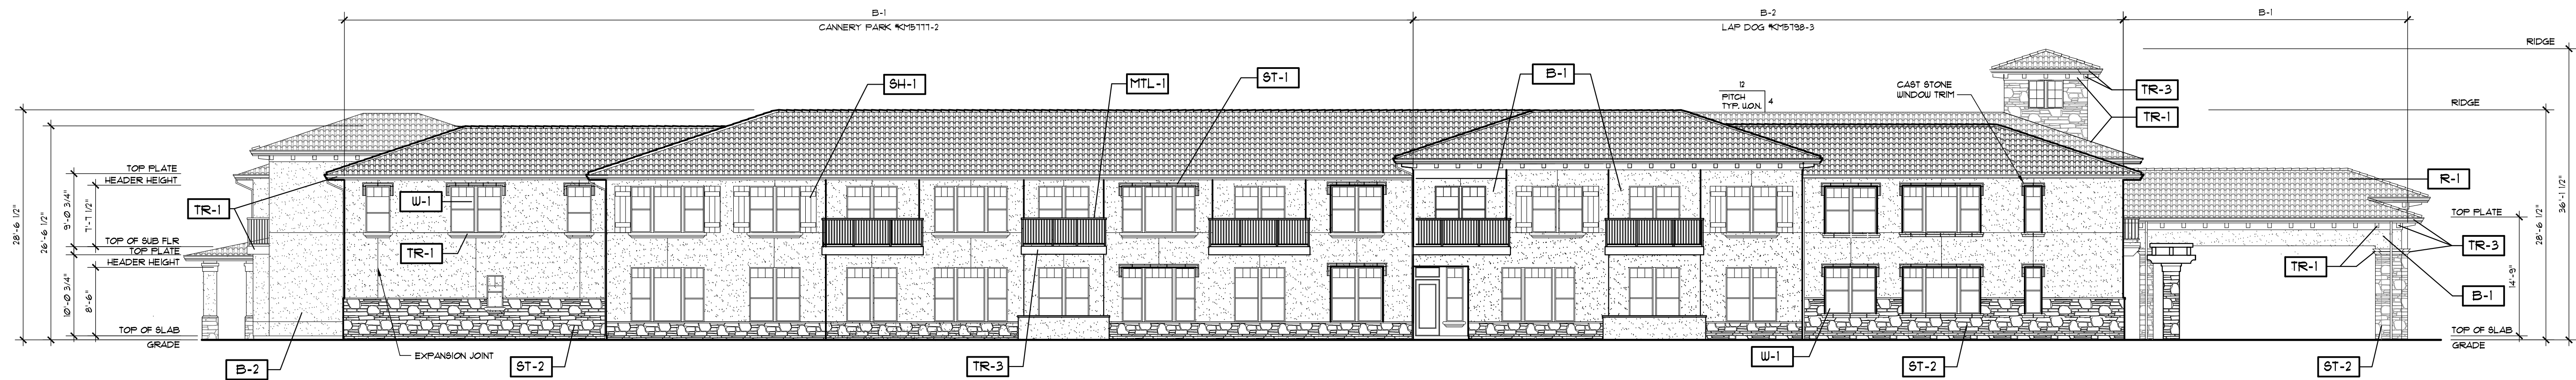 B-1
CANNERY PARK #KM5777-2
B-2
LAP DOG #KM5798-3
B-1
RIDGE
SH-1
MTL-1
ST-1
B-1
12
PITCH
TYP. U.O.N.
4
CAST STONE
WINDOW TRIM
TR-3
TR-1
RIDGE
28'-6 1/2"
26'-6 1/2"
9'-0 3/4"
7'-7 1/2"
TOP PLATE
HEADER HEIGHT
TR-1
W-1
TR-1
TOP OF SUB FLR
TOP PLATE
HEADER HEIGHT
10'-0 3/4"
8'-6"
TOP OF SLAB
GRADE
B-2
EXPANSION JOINT
ST-2
TR-3
W-1
ST-2
R-1
TOP PLATE
TR-3
TR-1
B-1
14'-9"
28'-6 1/2"
36'-1 1/2"
TOP OF SLAB
GRADE
ST-2